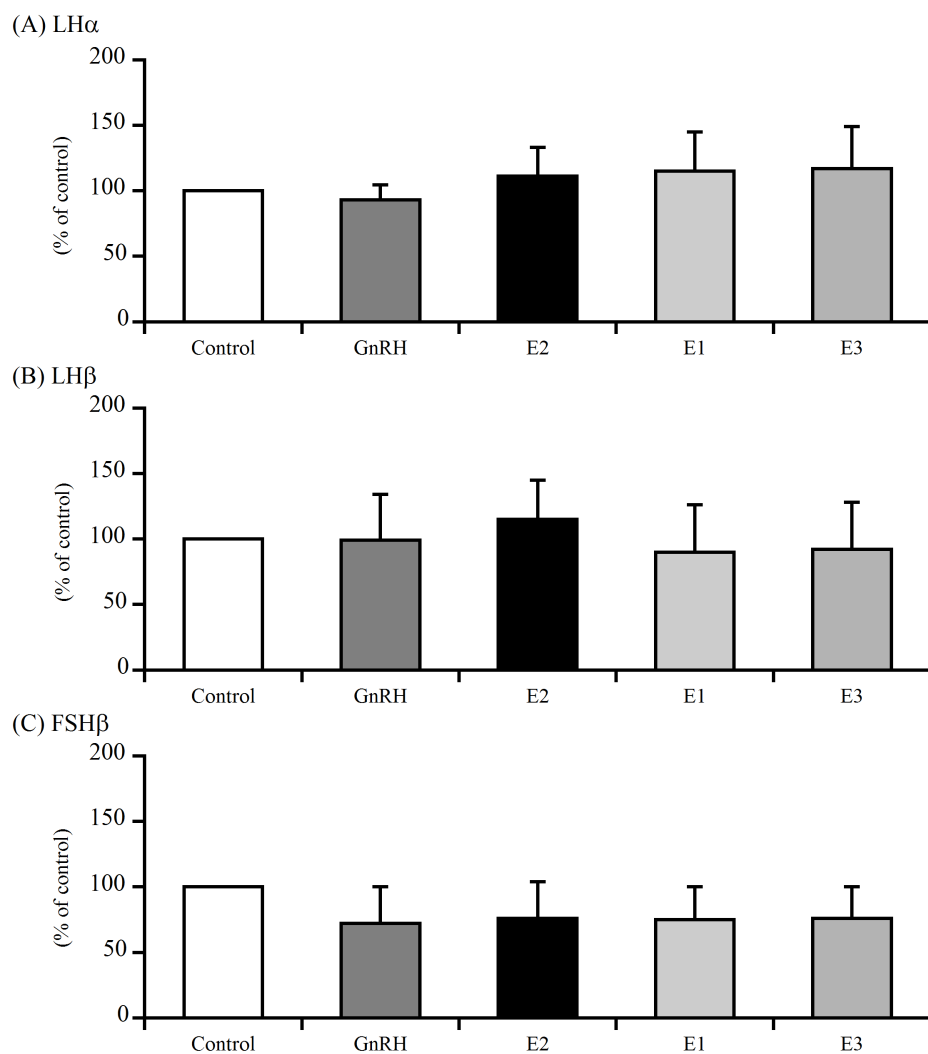 (A) LHα
200
150
100
50
0
(% of control)
Control GnRH E2 E1 E3
(B) LHβ
200
150
100
50
0
(% of control)
Control GnRH E2 E1 E3
(C) FSHβ
200
150
100
50
0
(% of control)
Control GnRH E2 E1 E3